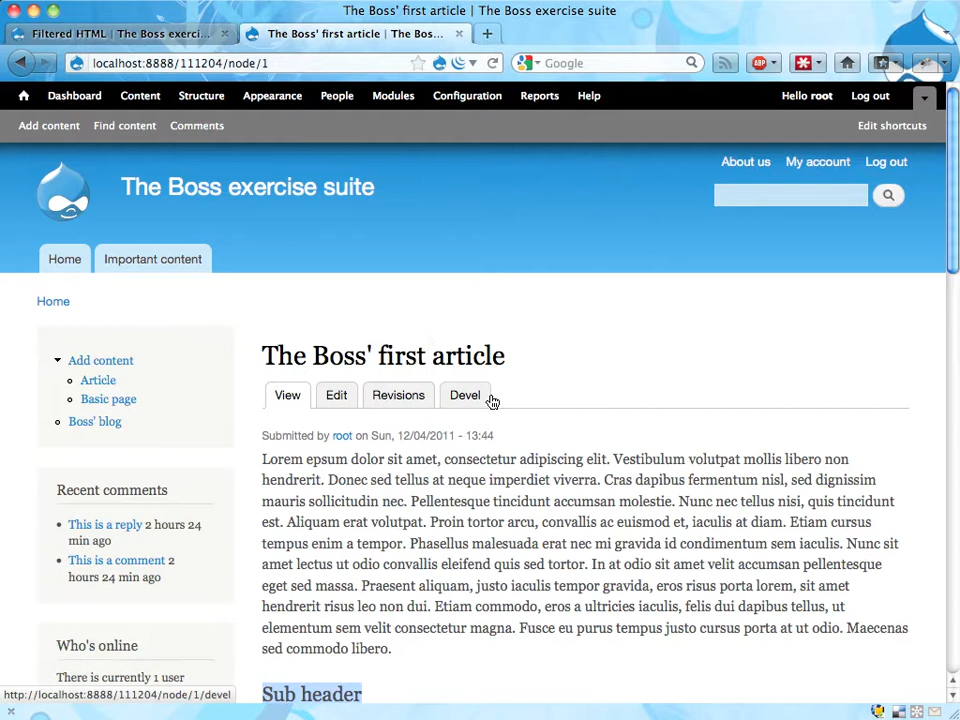 The Boss' first article | The Boss exercise suite
Filtered HTML | The Boss exerci...
The Boss' first article | The Bos...
localhost:8888/111204/node/1
Google
ABP
Dashboard Content Structure Appearance People Modules Configuration Reports Help
Hello root Log out
Add content Find content Comments
Edit shortcuts
About us My account Log out
The Boss exercise suite
Home Important content
Home
Add content
Article
Basic page
Boss' blog
Recent comments
This is a reply 2 hours 24
min ago
This is a comment 2
hours 24 min ago
Who's online
There is currently 1 user
The Boss' first article
View Edit Revisions Devel
Submitted by root on Sun, 12/04/2011 - 13:44
Lorem epsum dolor sit amet, consectetur adipiscing elit. Vestibulum volutpat mollis libero non
hendrerit. Donec sed tellus at neque imperdiet viverra. Cras dapibus fermentum nisl, sed dignissim
mauris sollicitudin nec. Pellentesque tincidunt accumsan molestie. Nunc nec tellus nisi, quis tincidunt
est. Aliquam erat volutpat. Proin tortor arcu, convallis ac euismod et, iaculis at diam. Etiam cursus
tempus enim a tempor. Phasellus malesuada erat nec mi gravida id condimentum sem iaculis. Nunc sit
amet lectus ut odio convallis eleifend quis sed tortor. In at odio sit amet velit accumsan pellentesque
eget sed massa. Praesent aliquam, justo iaculis tempor gravida, eros risus porta lorem, sit amet
hendrerit risus leo non dui. Etiam commodo, eros a ultricies iaculis, felis dui dapibus tellus, ut
elementum sem velit consectetur magna. Fusce eu purus tempus justo cursus porta at ut odio. Maecenas
sed commodo libero.
Sub header
http://localhost:8888/111204/node/1/devel